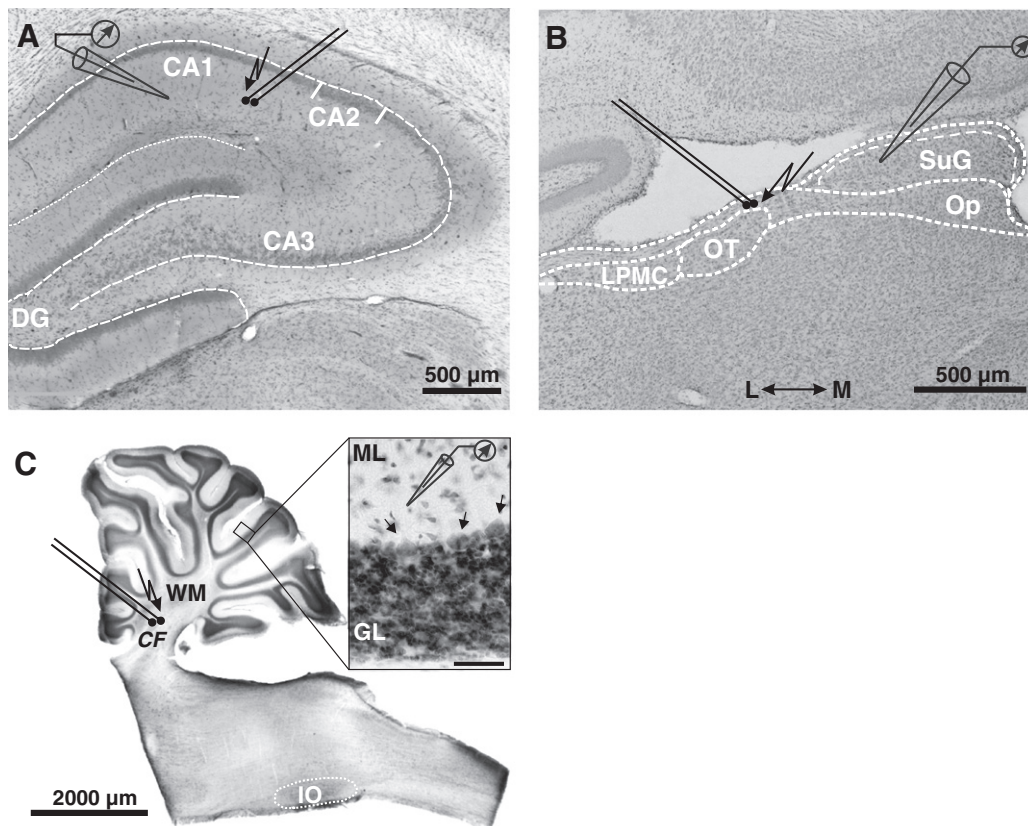 A
CA1
CA2
CA3
DG
500 µm
B
SuG
Op
OT
LPMC
L M
500 µm
C
ML
WM
CF
GL
IO
2000 µm